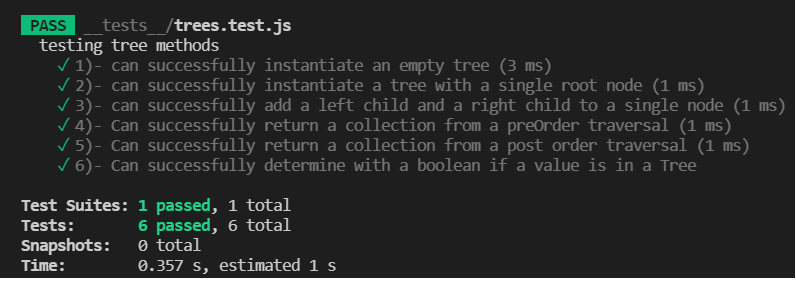 PASS __tests__/trees.test.js
testing tree methods
✓ 1)- can successfully instantiate an empty tree (3 ms)
✓ 2)- can successfully instantiate a tree with a single root node (1 ms)
✓ 3)- can successfully add a left child and a right child to a single node (1 ms)
✓ 4)- Can successfully return a collection from a preOrder traversal (1 ms)
✓ 5)- Can successfully return a collection from a post order traversal (1 ms)
✓ 6)- Can successfully determine with a boolean if a value is in a Tree
Test Suites: 1 passed, 1 total
Tests: 6 passed, 6 total
Snapshots: 0 total
Time: 0.357 s, estimated 1 s